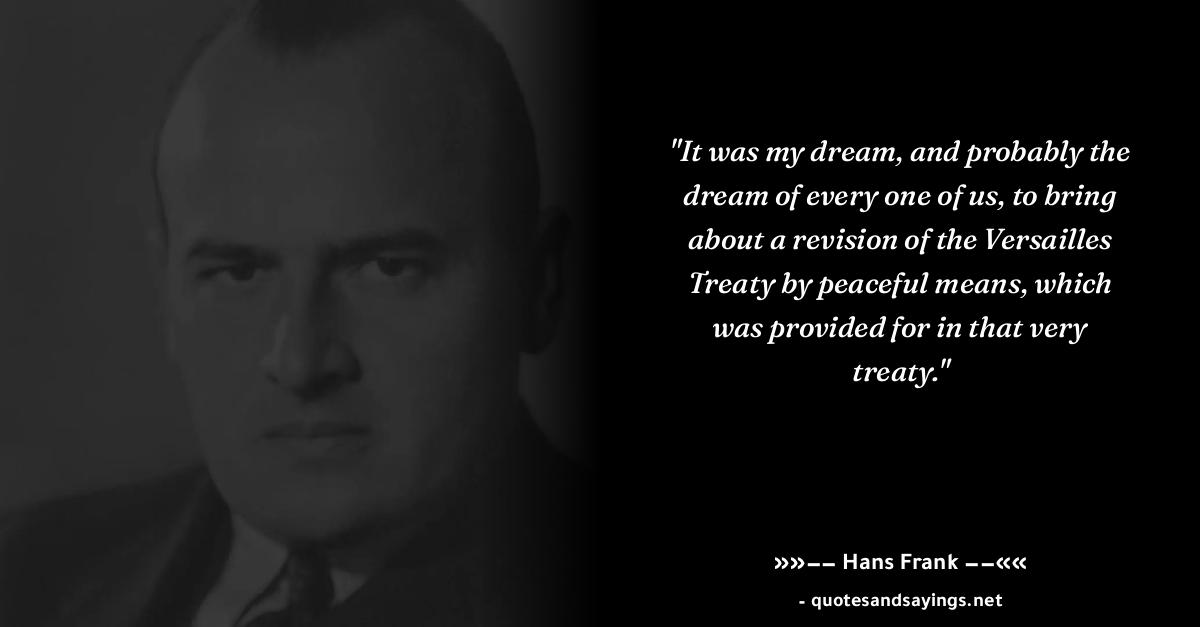 "It was my dream, and probably the
dream of every one of us, to bring
about a revision of the Versailles
Treaty by peaceful means, which
was provided for in that very
treaty."
»»–– Hans Frank ––««
- quotesandsayings.net